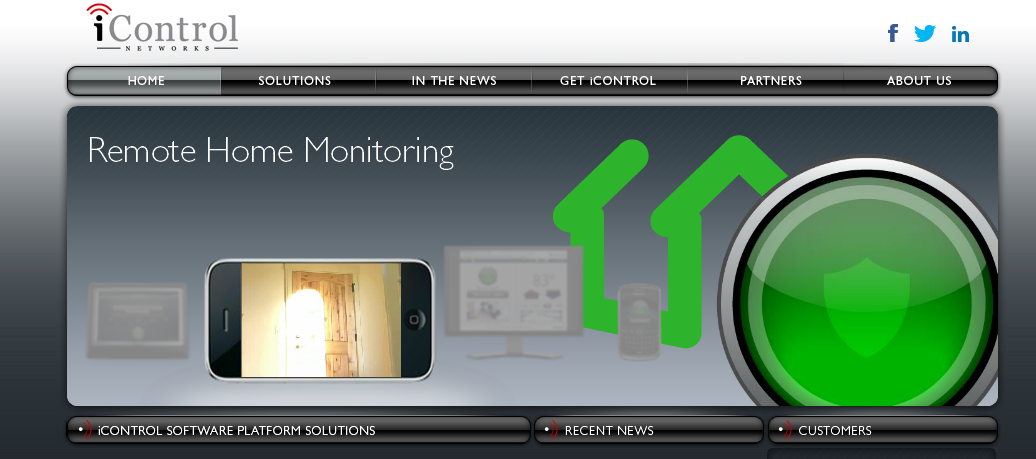 iControl
NETWORKS
HOME
SOLUTIONS
IN THE NEWS
GET iCONTROL
PARTNERS
ABOUT US
Remote Home Monitoring
83°
iCONTROL SOFTWARE PLATFORM SOLUTIONS
RECENT NEWS
CUSTOMERS